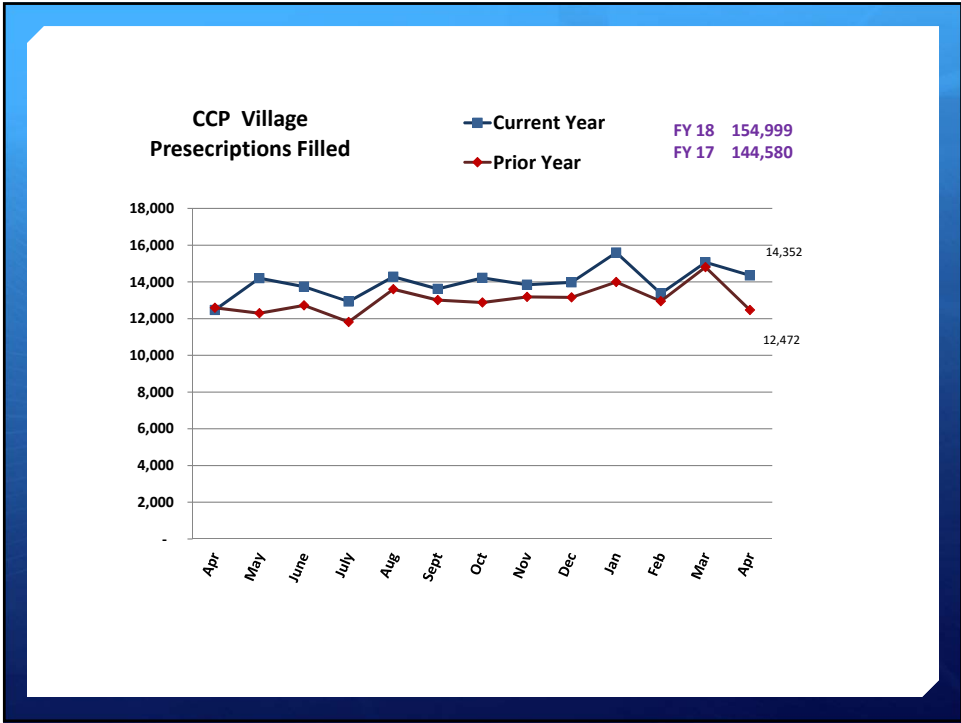 CCP Village
Presecriptions Filled
Current Year
Prior Year
FY 18 154,999
FY 17 144,580
18,000
16,000
14,000
12,000
10,000
8,000
6,000
4,000
2,000
-
14,352
12,472
Apr
May
June
July
Aug
Sept
Oct
Nov
Dec
Jan
Feb
Mar
Apr